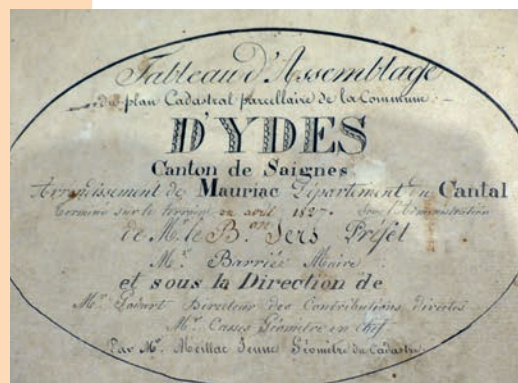 Tableau d'Assemblage
du plan Cadastral parcellaire de la Commune
D'YDES
Canton de Saignes
Arrondissement de Mauriac Département du Cantal
Terminé sur le terrain en avril 1827. Sous l'Administration
de Mr. le Bon. Sers Préfet
Mr. Barrièe Maire
et sous la Direction de
Mr. Godart Directeur des Contributions directes
Mr. Casses Géomètre en chef
Par Mr. Meillac Jeune Géomètre du Cadastre